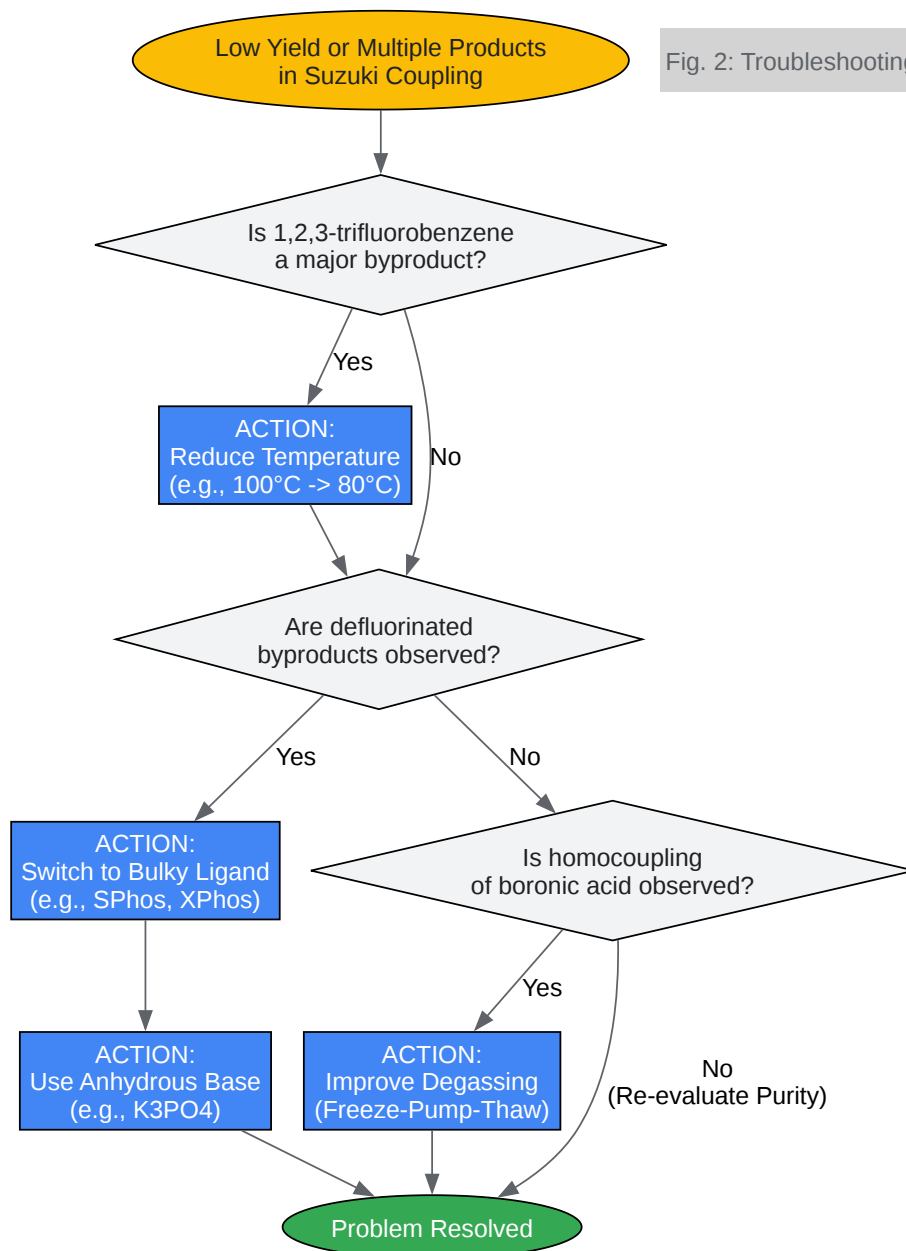 Low Yield or Multiple Products
in Suzuki Coupling
Fig. 2: Troubleshooting
Is 1,2,3-trifluorobenzene
a major byproduct?
Yes
No
ACTION:
Reduce Temperature
(e.g., 100°C -> 80°C)
Are defluorinated
byproducts observed?
Yes
No
ACTION:
Switch to Bulky Ligand
(e.g., SPhos, XPhos)
Is homocoupling
of boronic acid observed?
Yes
No
(Re-evaluate Purity)
ACTION:
Use Anhydrous Base
(e.g., K3PO4)
ACTION:
Improve Degassing
(Freeze-Pump-Thaw)
Problem Resolved